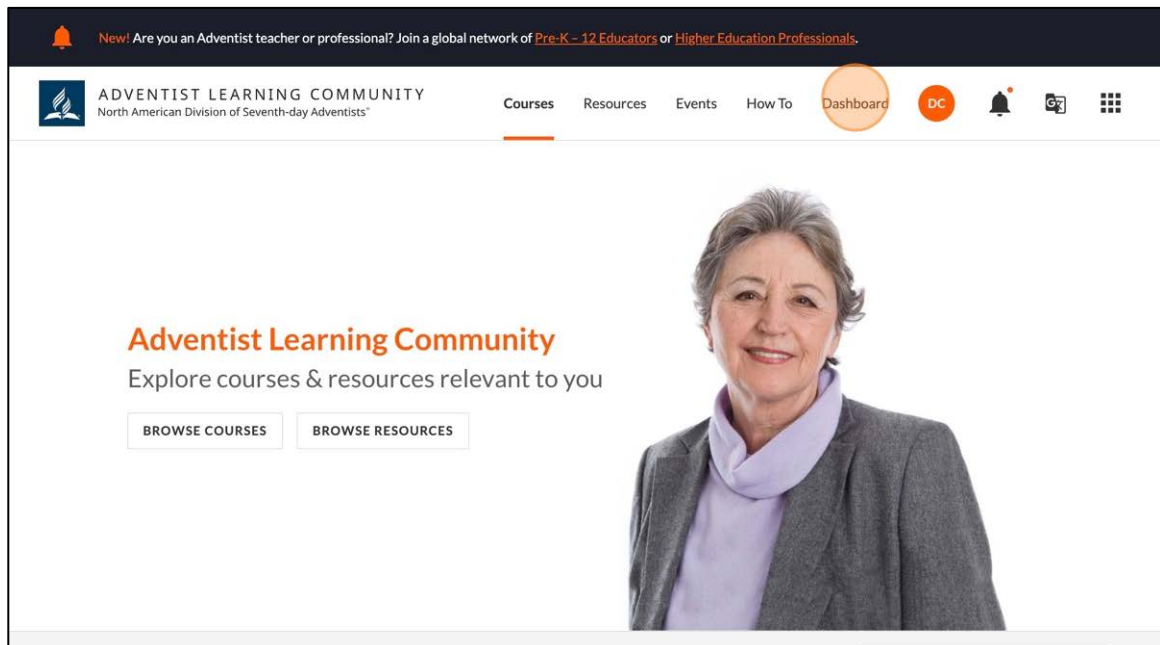 New! Are you an Adventist teacher or professional? Join a global network of Pre-K – 12 Educators or Higher Education Professionals.
ADVENTIST LEARNING COMMUNITY
North American Division of Seventh-day Adventists®
Courses Resources Events How To Dashboard DC
Adventist Learning Community
Explore courses & resources relevant to you
BROWSE COURSES BROWSE RESOURCES